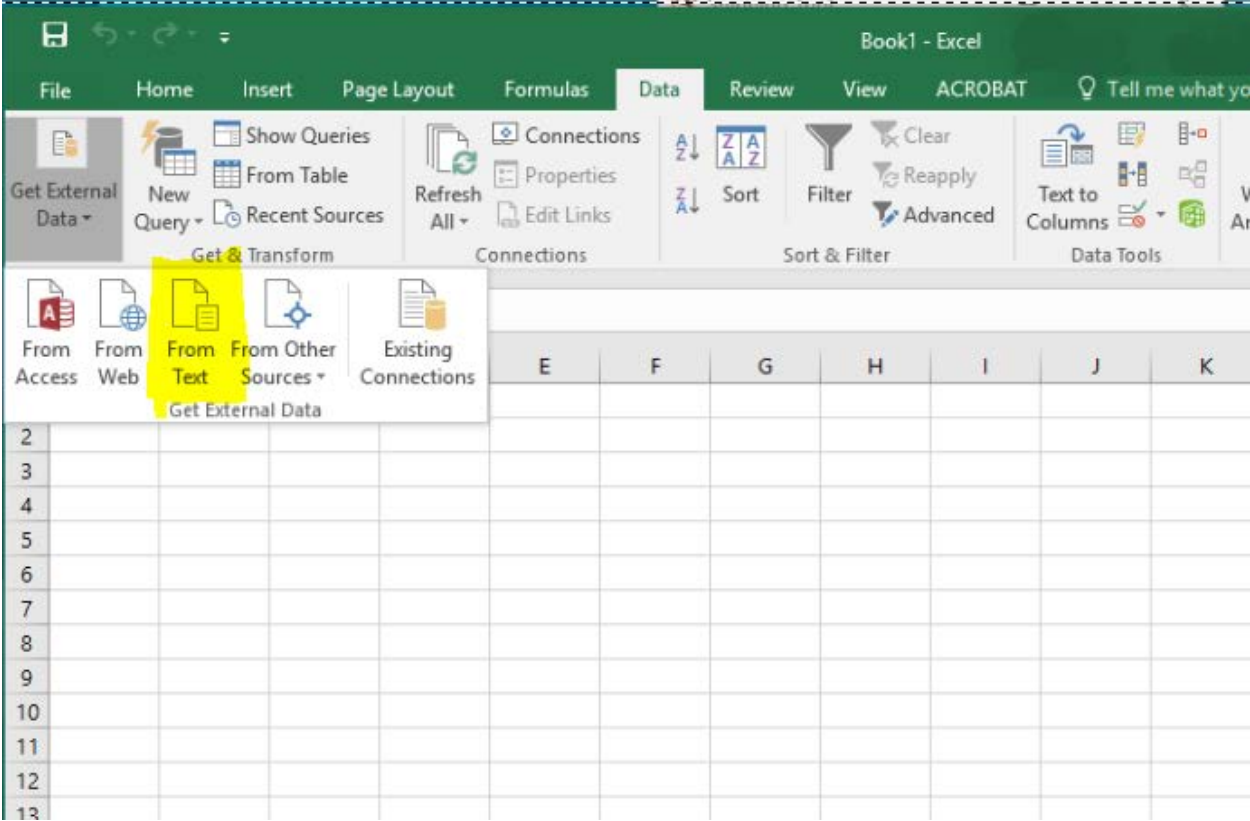 Book1 - Excel
File Home Insert Page Layout Formulas Data Review View ACROBAT Tell me what
Get External Data
New Query
Show Queries
From Table
Recent Sources
Get & Transform
Refresh All
Connections
Properties
Edit Links
Connections
A Z
Z A
Z A
A Z
Sort
Filter
Clear
Reapply
Advanced
Sort & Filter
Text to
Columns
Data Tools
From
Access
From
Web
From
Text
From Other
Sources
Existing
Connections
Get External Data
E F G H I J K
2
3
4
5
6
7
8
9
10
11
12
13